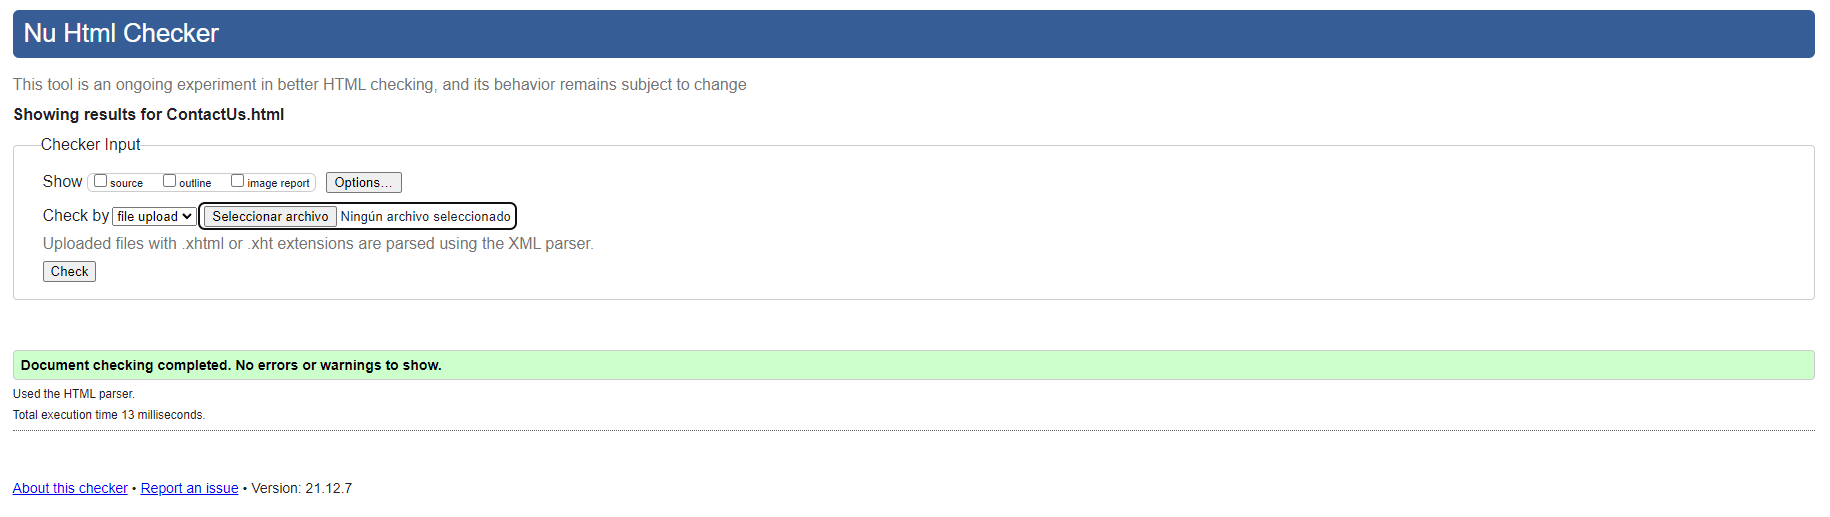 Nu Html Checker
This tool is an ongoing experiment in better HTML checking, and its behavior remains subject to change
Showing results for ContactUs.html
Checker Input
Show source outline image report Options...
Check by file upload Seleccionar archivo Ningún archivo seleccionado
Uploaded files with .xhtml or .xht extensions are parsed using the XML parser.
Check
Document checking completed. No errors or warnings to show.
Used the HTML parser.
Total execution time 13 milliseconds.
About this checker • Report an issue • Version: 21.12.7